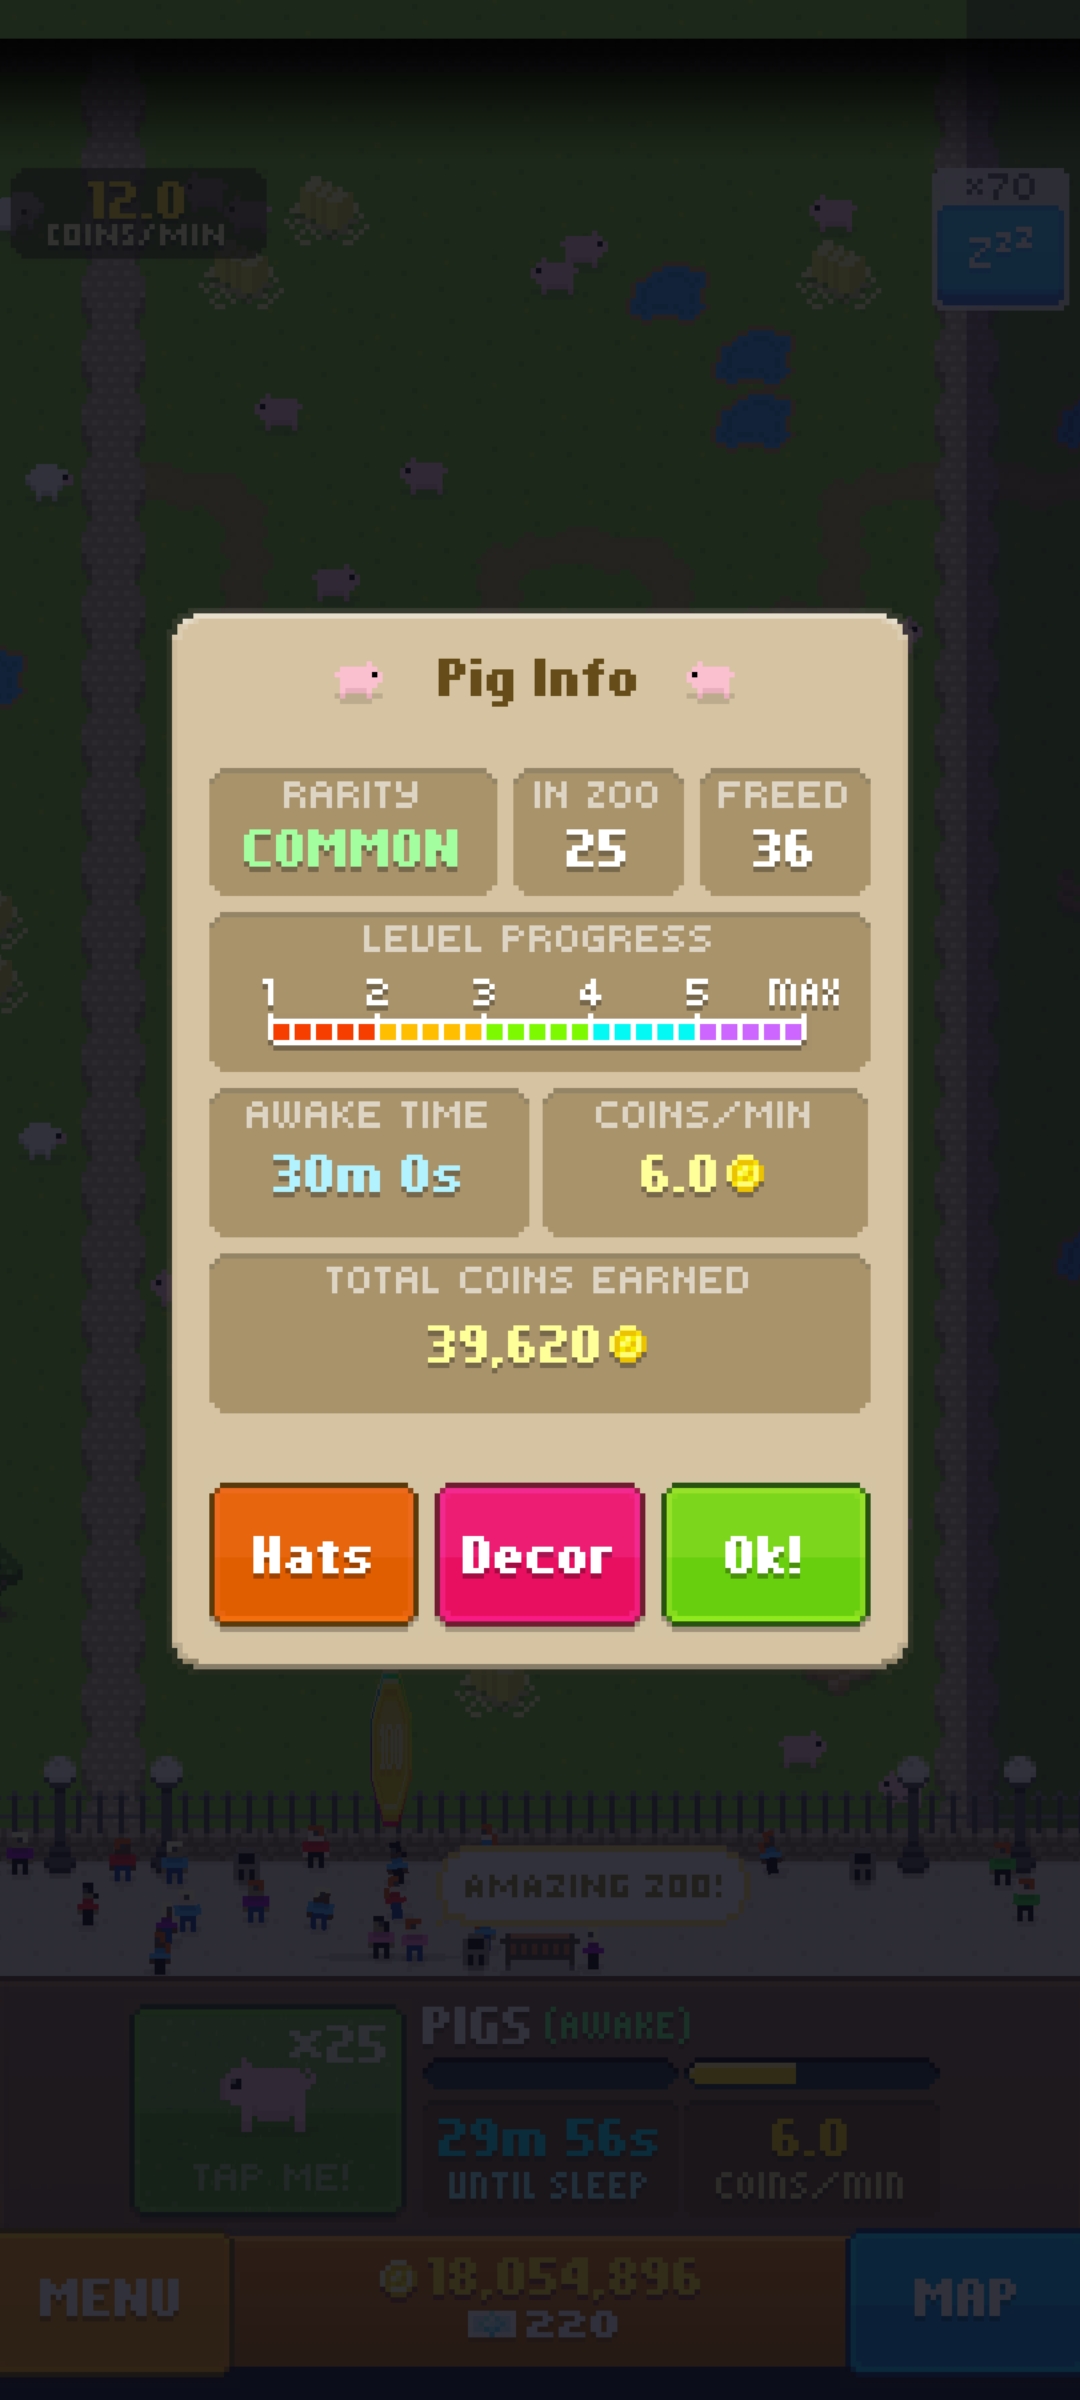 12.0
COINS/MIN
x70
zzz
Pig Info
RARITY
COMMON
IN ZOO
25
FREED
36
LEVEL PROGRESS
1 2 3 4 5 MAX
AWAKE TIME
30m 0s
COINS/MIN
6.0
TOTAL COINS EARNED
39,620
Hats
Decor
Ok!
100
AMAZING ZOO!
x25
TAP ME!
PIGS (AWAKE)
29m 56s
UNTIL SLEEP
6.0
COINS/MIN
MENU
18,054,896
220
MAP